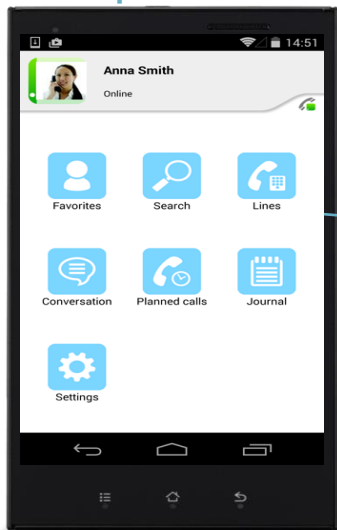 14:51
Anna Smith
Online
Favorites Search Lines
Conversation Planned calls Journal
Settings